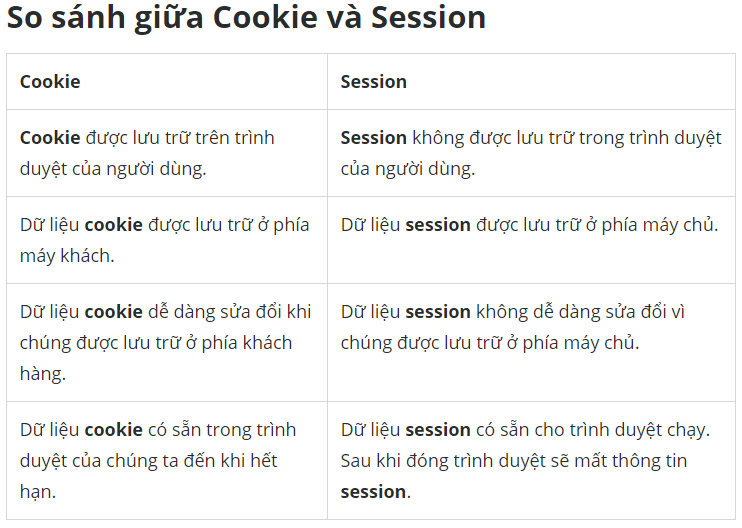 So sánh giữa Cookie và Session
Cookie
Session
Cookie được lưu trữ trên trình
duyệt của người dùng.
Session không được lưu trữ trong trình duyệt
của người dùng.
Dữ liệu cookie được lưu trữ ở phía
máy khách.
Dữ liệu session được lưu trữ ở phía máy chủ.
Dữ liệu cookie dễ dàng sửa đổi khi
chúng được lưu trữ ở phía khách
hàng.
Dữ liệu session không dễ dàng sửa đổi vì
chúng được lưu trữ ở phía máy chủ.
Dữ liệu cookie có sẵn trong trình
duyệt của chúng ta đến khi hết
hạn.
Dữ liệu session có sẵn cho trình duyệt chạy.
Sau khi đóng trình duyệt sẽ mất thông tin
session.